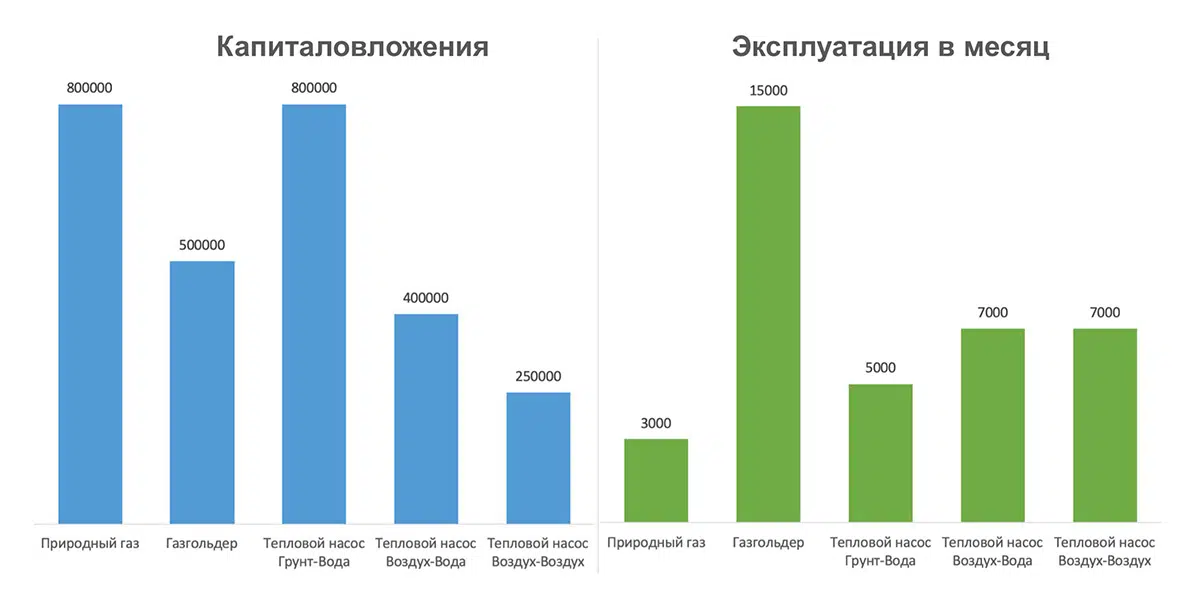 Капиталовложения
800000
500000
800000
400000
250000
Природный газ
Газгольдер
Тепловой насос
Грунт-Вода
Тепловой насос
Воздух-Вода
Тепловой насос
Воздух-Воздух
Эксплуатация в месяц
3000
15000
5000
7000
7000
Природный газ
Газгольдер
Тепловой насос
Грунт-Вода
Тепловой насос
Воздух-Вода
Тепловой насос
Воздух-Воздух